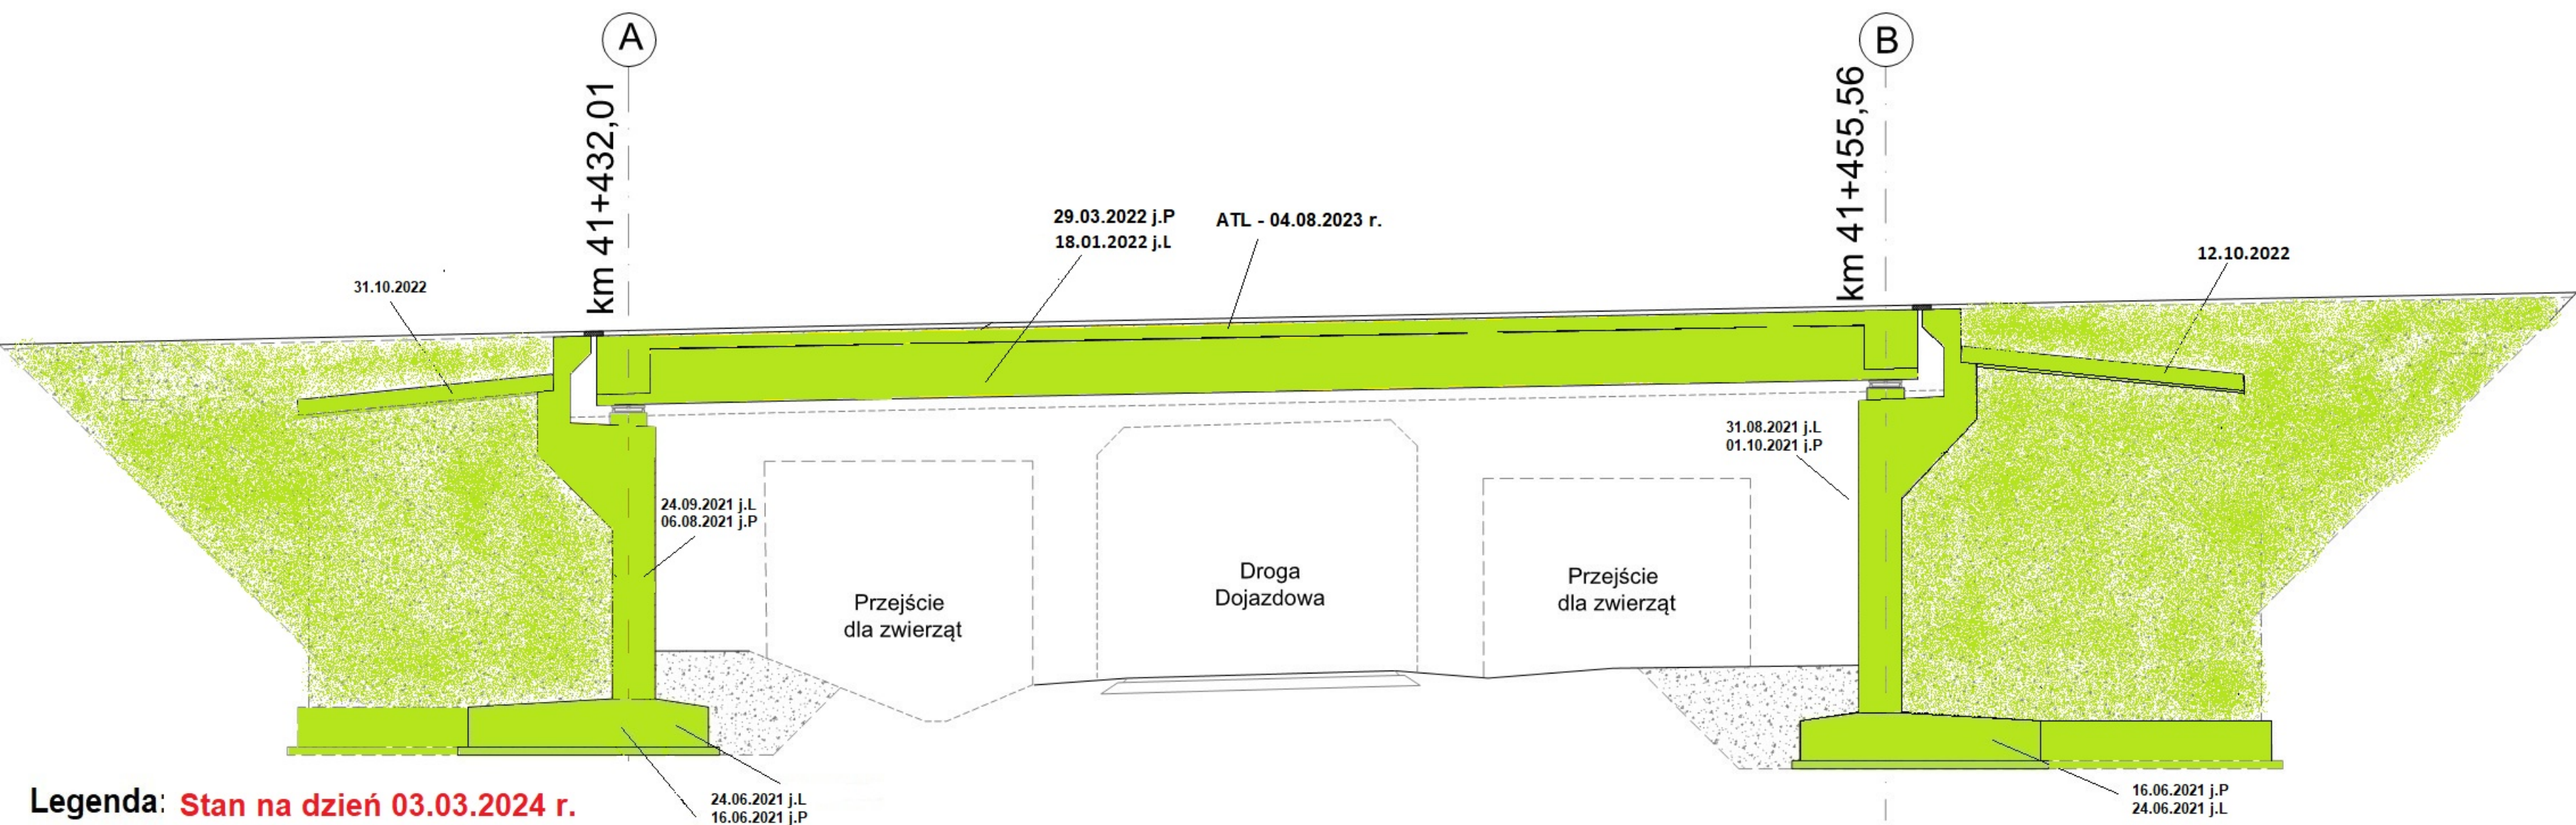 A
B
km 41+432,01
km 41+455,56
29.03.2022 j.P
18.01.2022 j.L
ATL - 04.08.2023 r.
12.10.2022
31.10.2022
31.08.2021 j.L
01.10.2021 j.P
24.09.2021 j.L
06.08.2021 j.P
Przejście
dla zwierząt
Droga
Dojazdowa
Przejście
dla zwierząt
Legenda: Stan na dzień 03.03.2024 r.
24.06.2021 j.L
16.06.2021 j.P
16.06.2021 j.P
24.06.2021 j.L